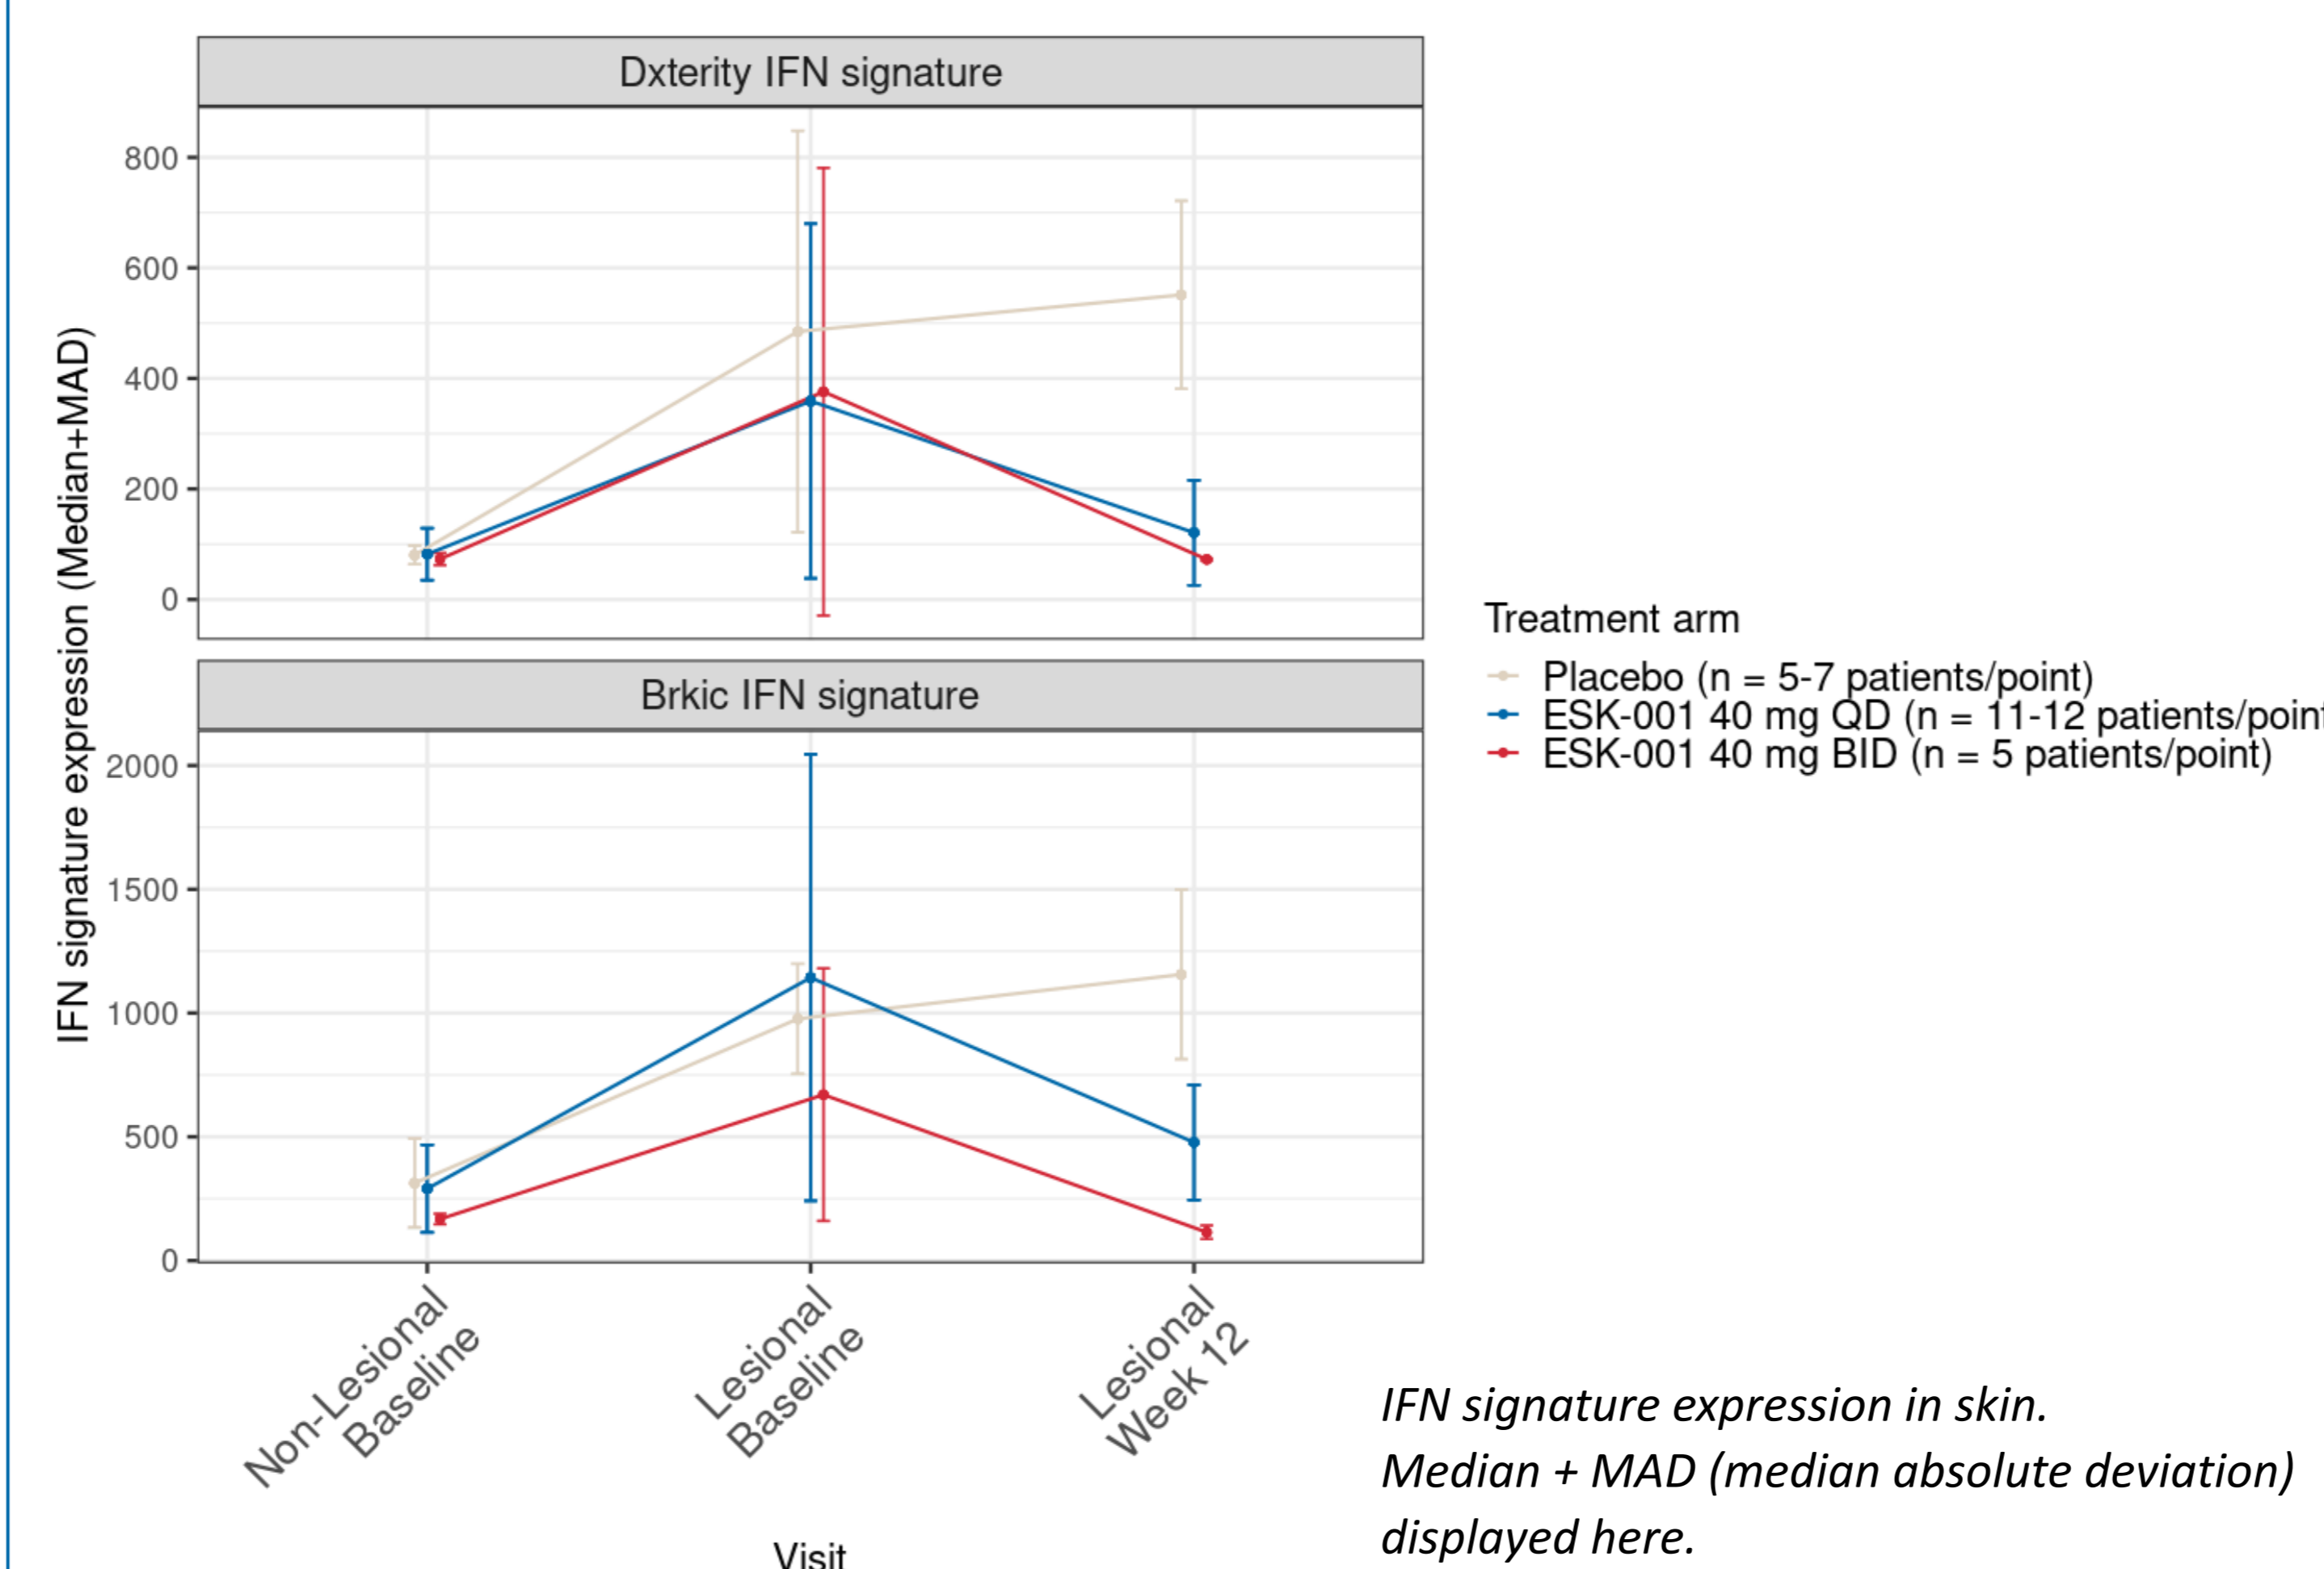 Dxterity IFN signature
800
600
400
200
0
IFN signature expression (Median+MAD)
Brkic IFN signature
2000
1500
1000
500
0
Non-Lesional
Baseline
Lesional
Baseline
Lesional
Week 12
Visit
Treatment arm
Placebo (n = 5-7 patients/point)
ESK-001 40 mg QD (n = 11-12 patients/point
ESK-001 40 mg BID (n = 5 patients/point)
IFN signature expression in skin.
Median + MAD (median absolute deviation)
displayed here.